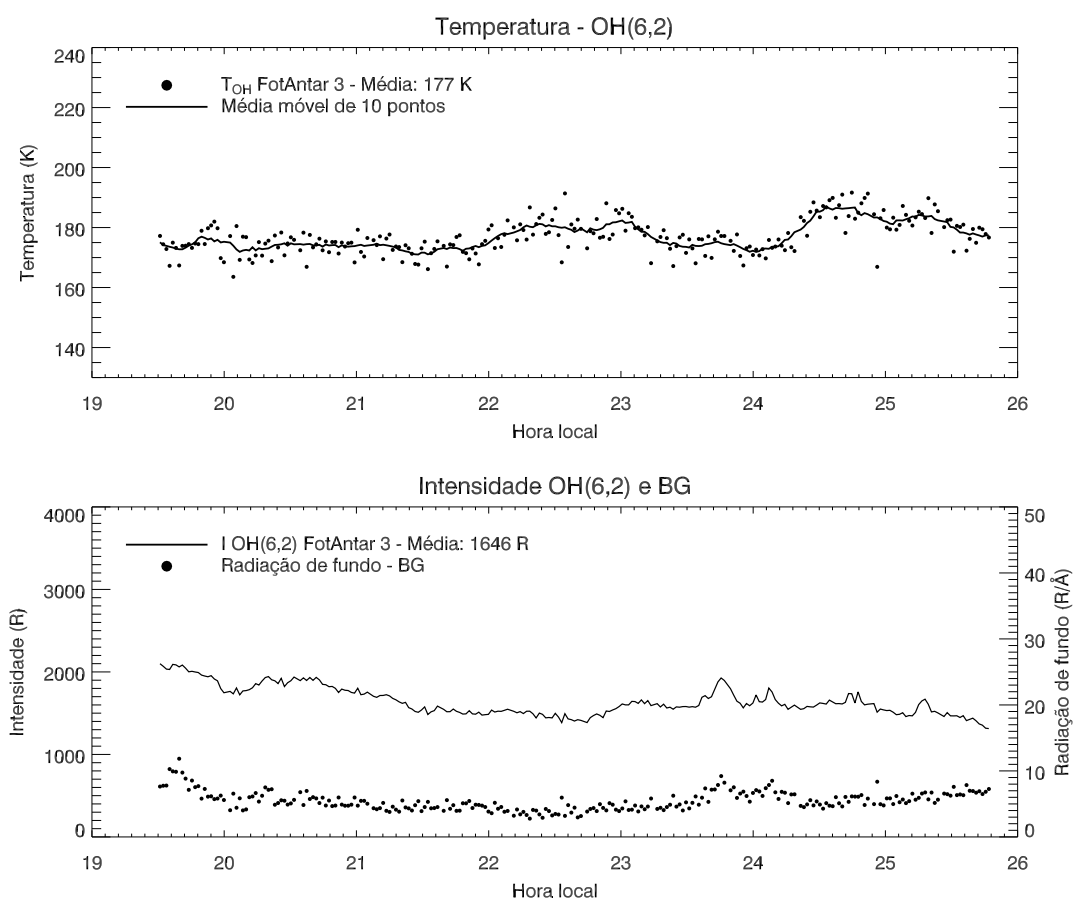 Temperatura - OH(6,2)
240
220
200
180
160
140
Temperatura (K)
T_OH FotAntar 3 - Média: 177 K
Média móvel de 10 pontos
19 20 21 22 23 24 25 26
Hora local
Intensidade OH(6,2) e BG
4000
3000
2000
1000
0
Intensidade (R)
I OH(6,2) FotAntar 3 - Média: 1646 R
Radiação de fundo - BG
50
40
30
20
10
0
Radiação de fundo (R/Å)
19 20 21 22 23 24 25 26
Hora local